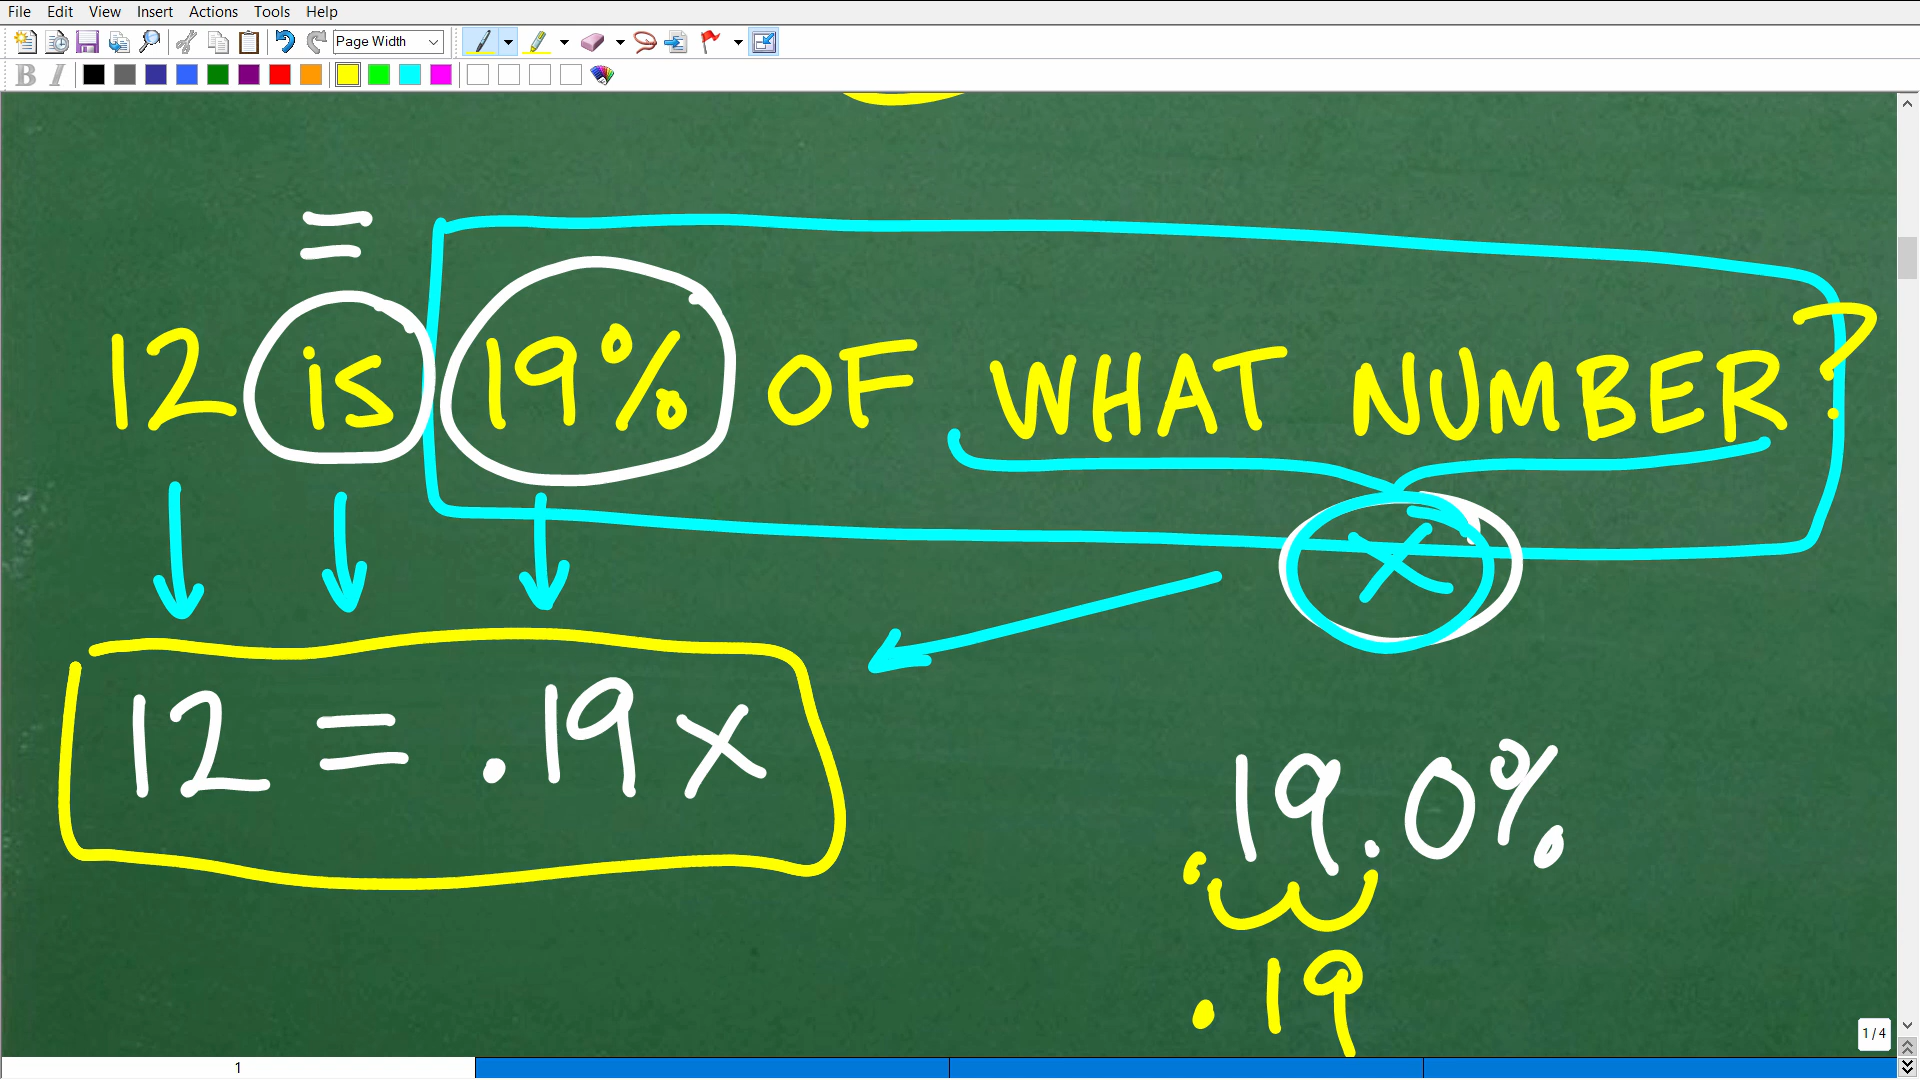 File Edit View Insert Actions Tools Help
Page Width
B I
=
12 is 19% OF WHAT NUMBER?
x
12 = .19x
19.0%
.19
1/4
1